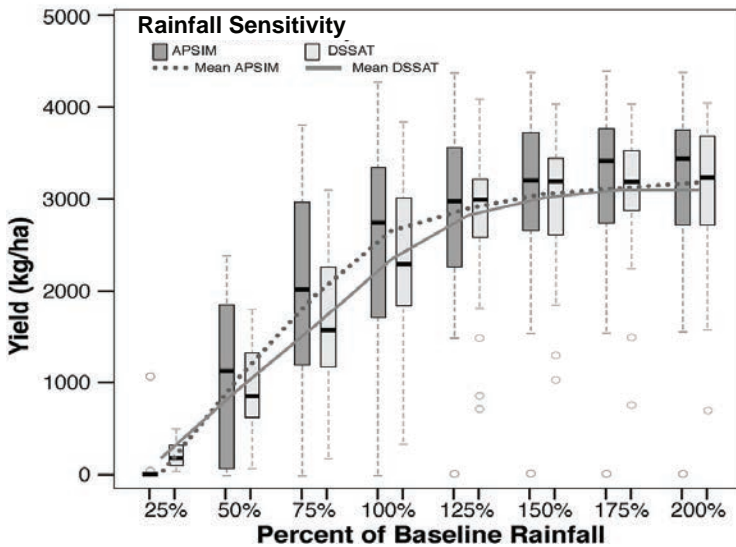 Rainfall Sensitivity
APSIM DSSAT
Mean APSIM Mean DSSAT
Yield (kg/ha)
5000
4000
3000
2000
1000
0
25% 50% 75% 100% 125% 150% 175% 200%
Percent of Baseline Rainfall